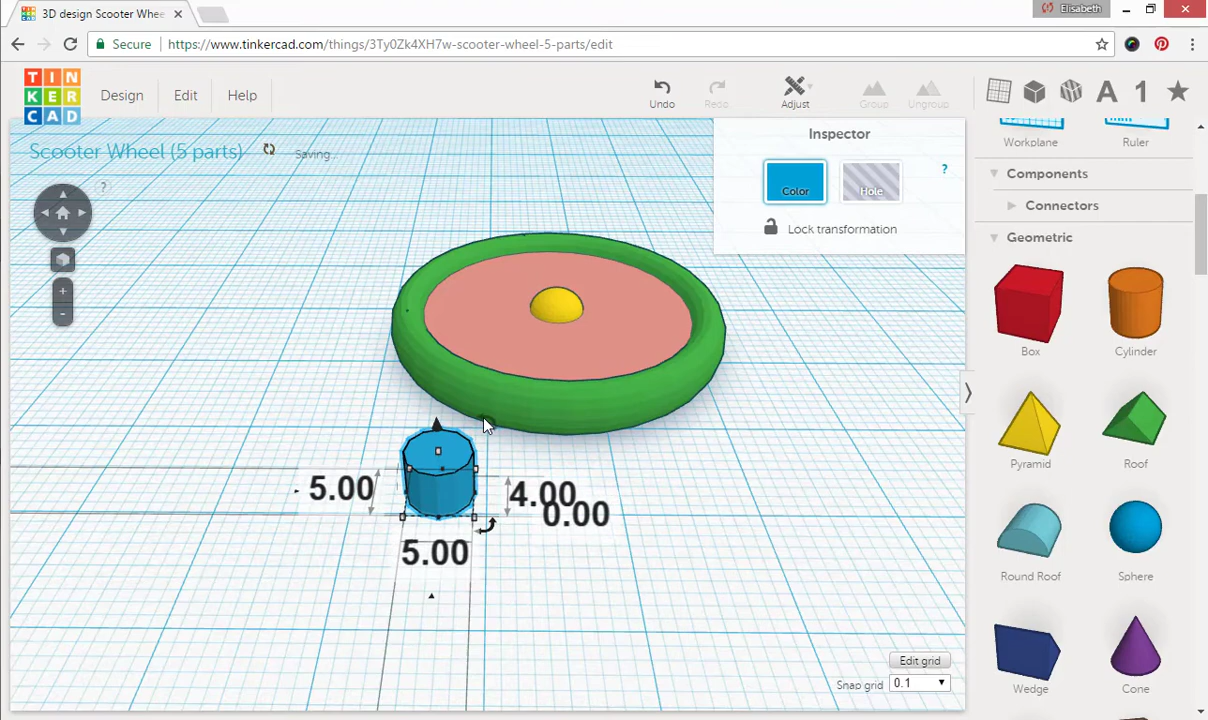 3D design Scooter Whee
Elisabeth
Secure
https://www.tinkercad.com/things/3Ty0Zk4XH7w-scooter-wheel-5-parts/edit
TIN
KER
CAD
Design
Edit
Help
Undo
Redo
Adjust
Group
Ungroup
A
1
Scooter Wheel (5 parts)
Saving...
?
Inspector
Color
Hole
?
Lock transformation
Workplane
Ruler
Components
Connectors
Geometric
Box
Cylinder
Pyramid
Roof
Round Roof
Sphere
Wedge
Cone
5.00
4.00
0.00
5.00
Edit grid
Snap grid
0.1